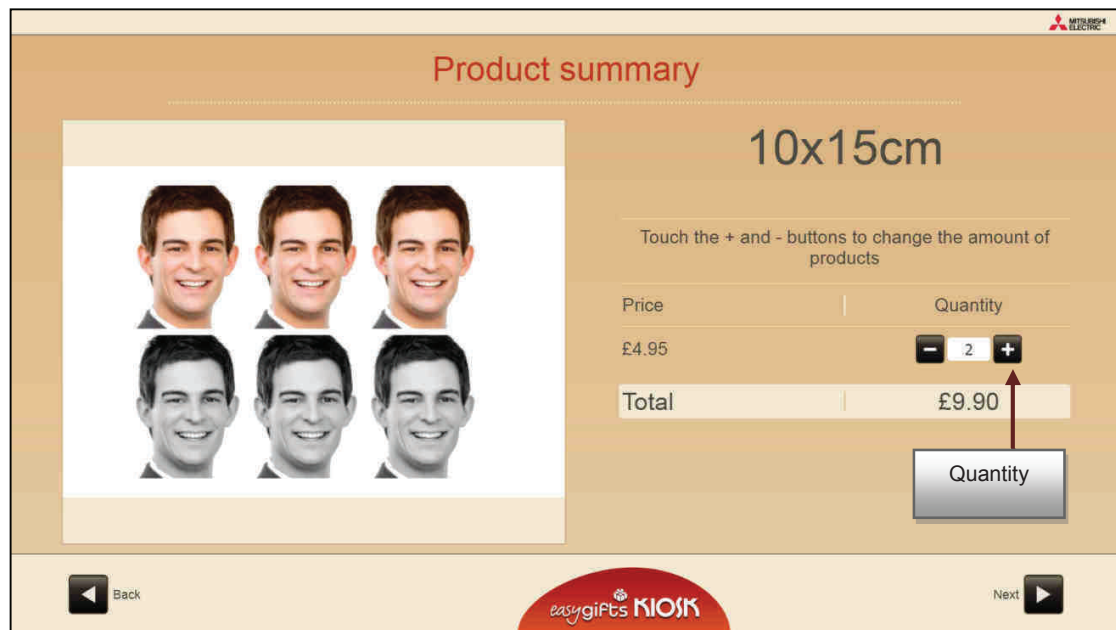 MITSUBISHI
ELECTRIC
Product summary
10x15cm
Touch the + and - buttons to change the amount of
products
Price Quantity
£4.95 - 2 +
Total £9.90
Quantity
Back
easygifts KIOSK
Next